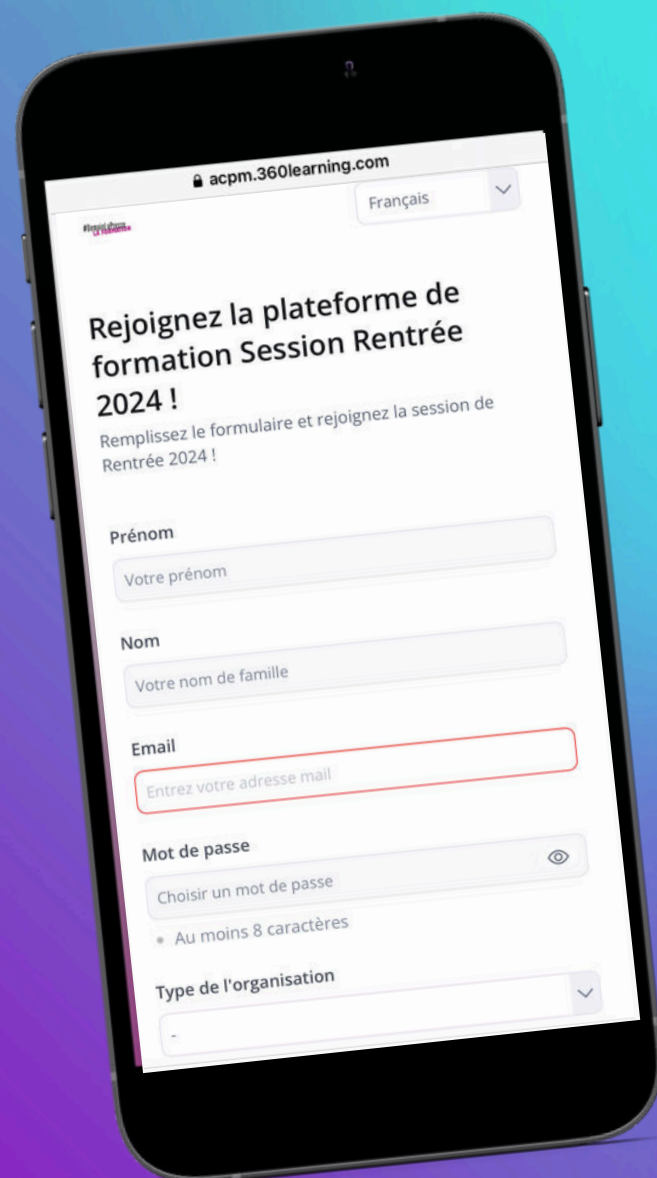 acpm.360learning.com
Français
LA FORMATION
Rejoignez la plateforme de
formation Session Rentrée
2024 !
Remplissez le formulaire et rejoignez la session de
Rentrée 2024 !
Prénom
Votre prénom
Nom
Votre nom de famille
Email
Entrez votre adresse mail
Mot de passe
Choisir un mot de passe
Au moins 8 caractères
Type de l'organisation
-